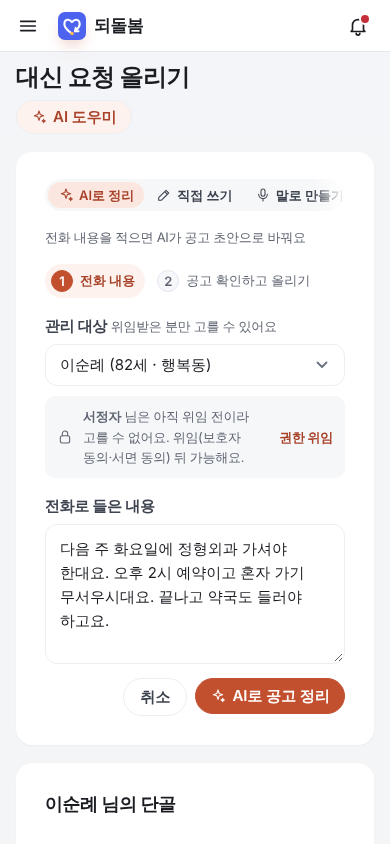 되돌봄
대신 요청 올리기
AI 도우미
AI로 정리
직접 쓰기
말로 만들기
전화 내용을 적으면 AI가 공고 초안으로 바꿔요
1 전화 내용
2 공고 확인하고 올리기
관리 대상 위임받은 분만 고를 수 있어요
이순례 (82세 · 행복동)
서정자 님은 아직 위임 전이라
고를 수 없어요. 위임(보호자
동의·서면 동의) 뒤 가능해요.
권한 위임
전화로 들은 내용
다음 주 화요일에 정형외과 가셔야
한대요. 오후 2시 예약이고 혼자 가기
무서우시대요. 끝나고 약국도 들러야
하고요.
취소
AI로 공고 정리
이순례 님의 단골